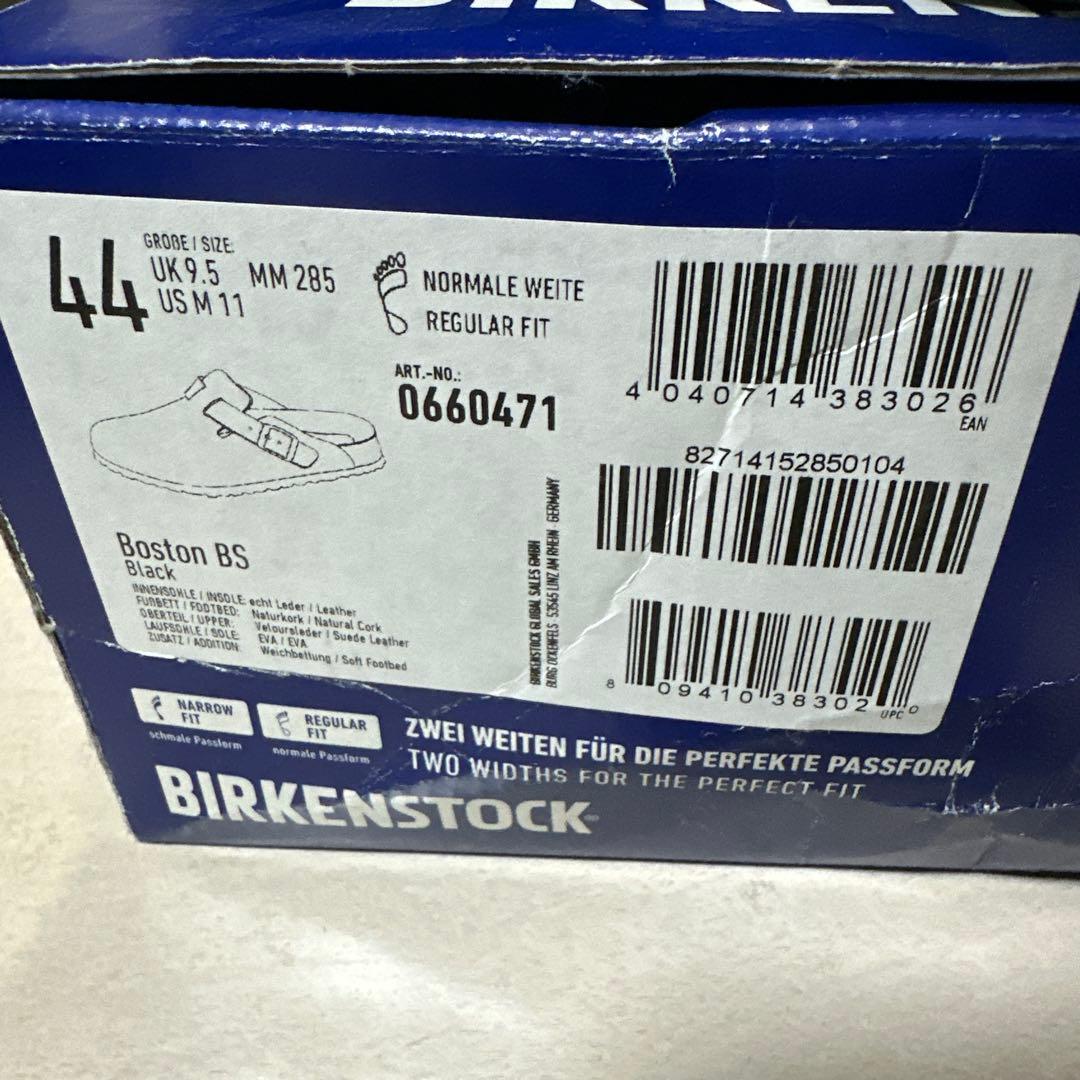 BIRKENSTOCK
44
GRÖßE / SIZE:
UK 9.5 MM 285
US M 11
NORMALE WEITE
REGULAR FIT
ART.-NO.:
0660471
4 040714 383026
EAN
82714152850104
8 09410 38302 0
UPC
Boston BS
Black
INNENSOHLE / INSOLE: echt Leder / Leather
FUßBETT / FOOTBED: Naturkork / Natural Cork
OBERTEIL / UPPER: Veloursleder / Suede Leather
LAUFSOHLE / SOLE: EVA / EVA
ZUSATZ / ADDITION: Weichbettung / Soft Footbed
BIRKENSTOCK GLOBAL SALES GMBH
BURG OCKENFELS · 53545 LINZ AM RHEIN · GERMANY
NARROW
FIT
schmale Passform
REGULAR
FIT
normale Passform
ZWEI WEITEN FÜR DIE PERFEKTE PASSFORM
TWO WIDTHS FOR THE PERFECT FIT
BIRKENSTOCK